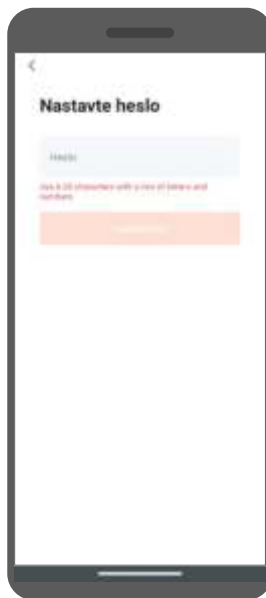 Nastavte heslo
Heslo
Use 6-20 characters with a mix of letters and
numbers